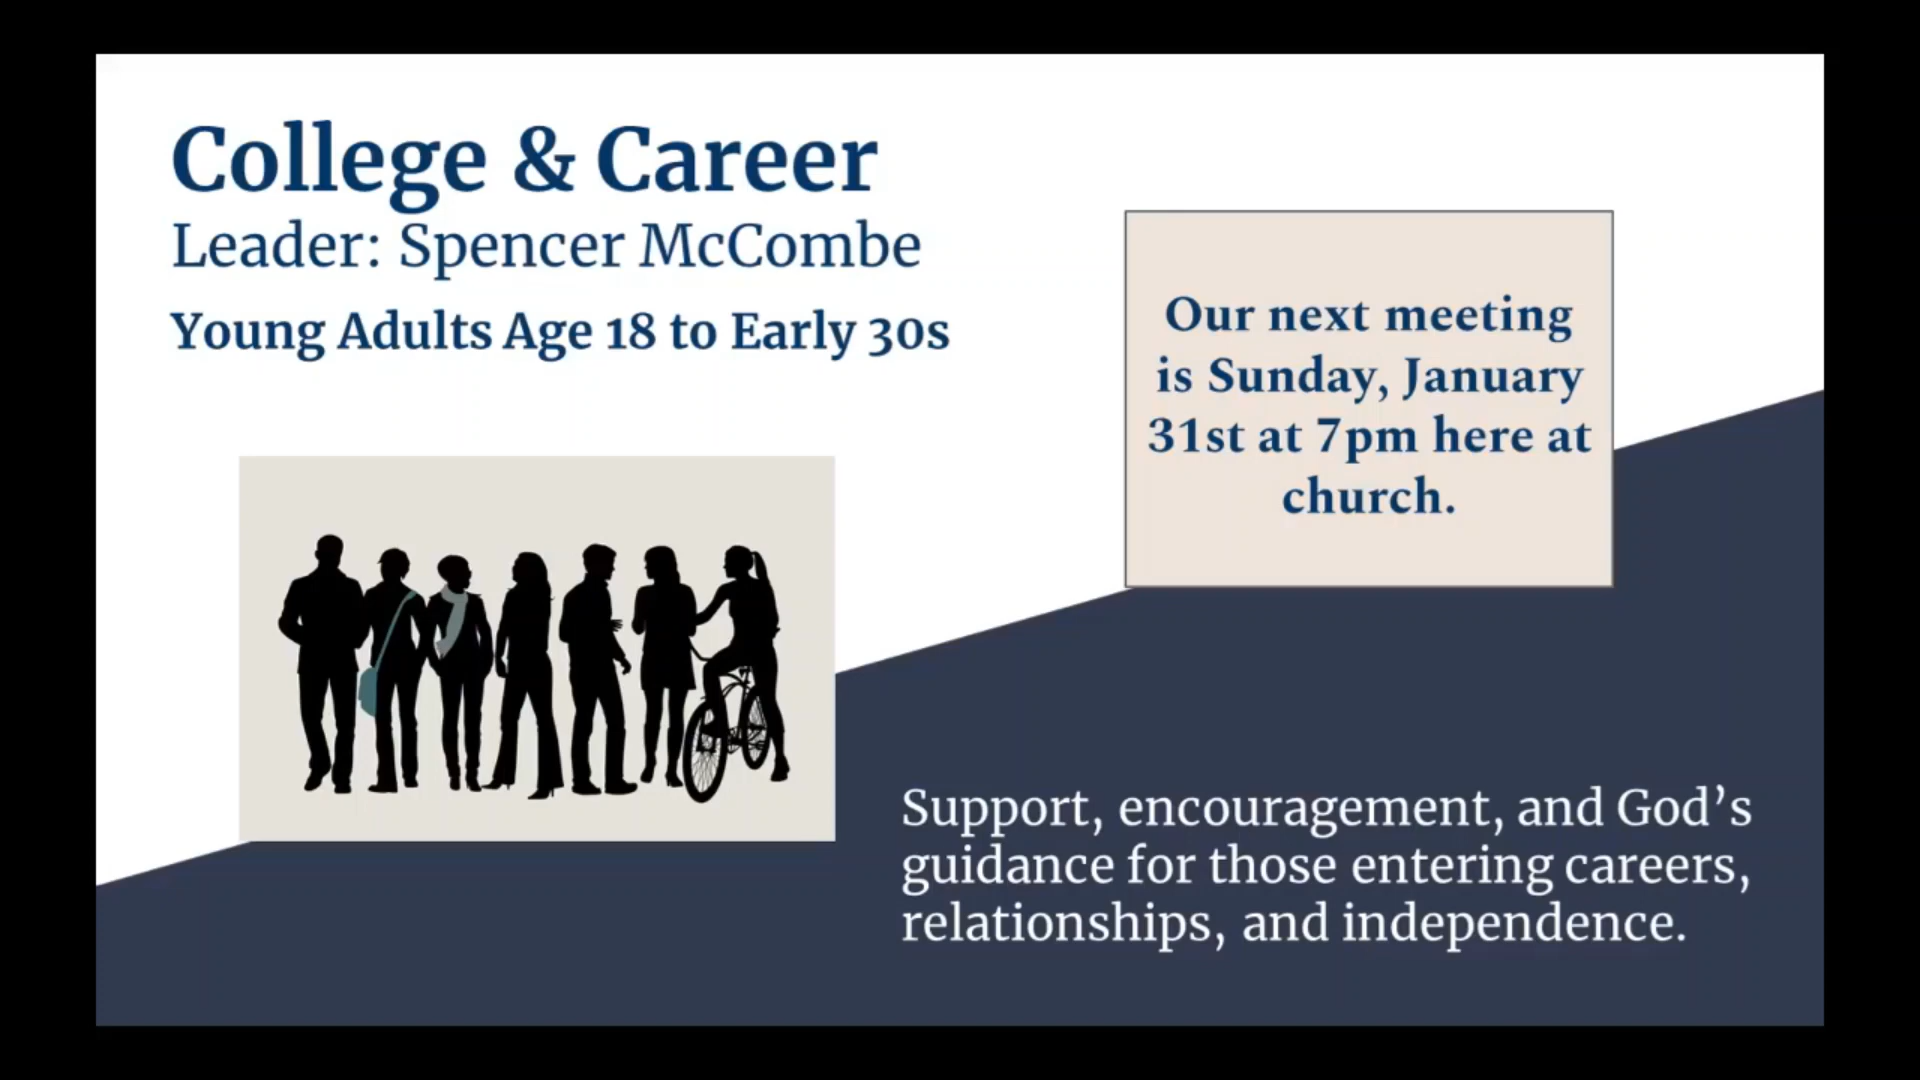 College & Career
Leader: Spencer McCombe
Young Adults Age 18 to Early 30s
Our next meeting
is Sunday, January
31st at 7pm here at
church.
Support, encouragement, and God’s
guidance for those entering careers,
relationships, and independence.